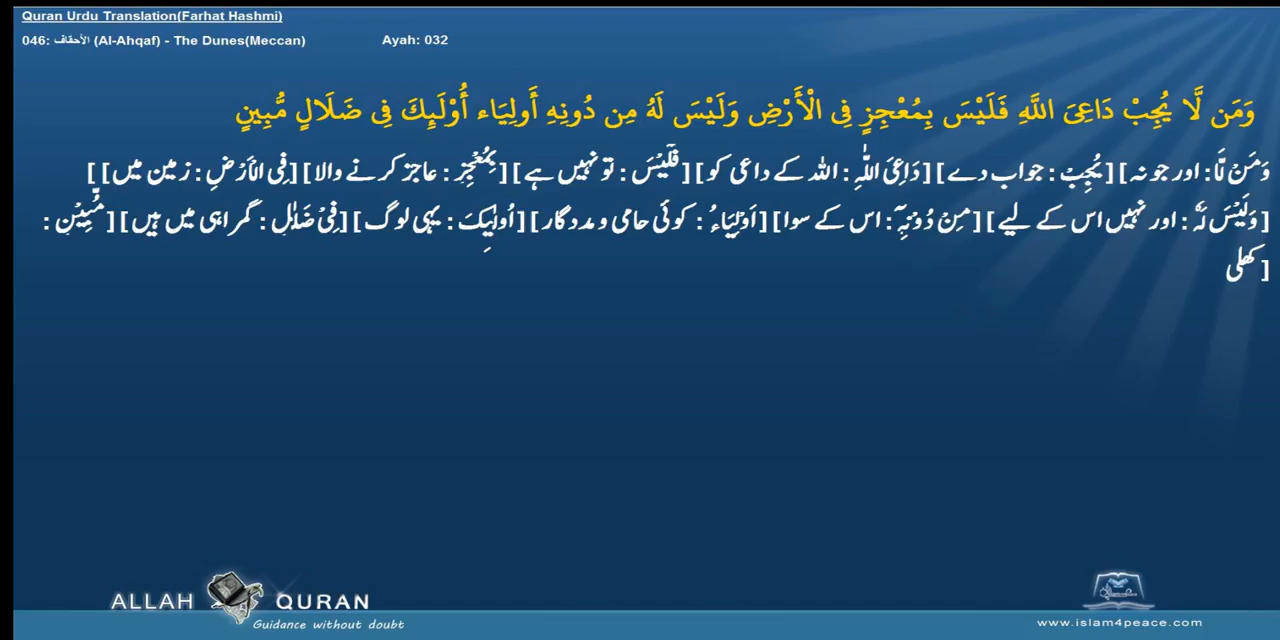 Quran Urdu Translation(Farhat Hashmi)
046: الأحقاف (Al-Ahqaf) - The Dunes(Meccan) Ayah: 032
وَمَن لَّا يُجِبْ دَاعِيَ اللَّهِ فَلَيْسَ بِمُعْجِزٍ فِي الْأَرْضِ وَلَيْسَ لَهُ مِن دُونِهِ أَولِيَاء أُوْلَئِكَ فِي ضَلَالٍ مُّبِينٍ
وَمَنْ لَّا : اور جو نہ] [يُجِبْ : جواب دے] [دَاعِيَ اللّٰهِ : اللہ کے داعی کو] [فَلَيْسَ : تو نہیں ہے] [بِمُعْجِزٍ : عاجز کرنے والا] [فِي الْاَرْضِ : زمین میں] ]
[وَلَيْسَ لَهٗ : اور نہیں اس کے لیے] [مِنْ دُوْنِهٖٓ : اس کے سوا] [اَوْلِيَاۗءُ : کوئی حامی و مددگار] [اُولٰۗىِٕكَ : یہی لوگ] [فِيْ ضَلٰلٍ : گمراہی میں ہیں] [مُّبِيْنٍ :
[کھلی
ALLAH QURAN
Guidance without doubt
www.islam4peace.com